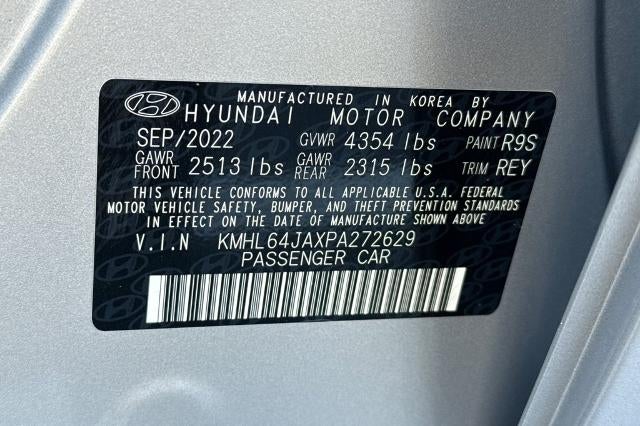 MANUFACTURED IN KOREA BY
HYUNDAI MOTOR COMPANY
SEP/2022 GVWR 4354 lbs PAINT R9S
GAWR FRONT 2513 lbs GAWR REAR 2315 lbs TRIM REY
THIS VEHICLE CONFORMS TO ALL APPLICABLE U.S.A. FEDERAL
MOTOR VEHICLE SAFETY, BUMPER, AND THEFT PREVENTION STANDARDS
IN EFFECT ON THE DATE OF MANUFACTURE SHOWN ABOVE
V.I.N KMHL64JAXPA272629
PASSENGER CAR